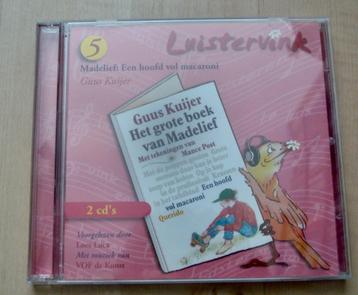 5
Luistervink
Madelief: Een hoofd vol macaroni
Guus Kuijer
Guus Kuijer
Het grote boek
van Madelief
Met tekeningen van
Mance Post
Een hoofd
vol macaroni
Querido
2 cd's
Voorgelezen door
Loes Luca
Met muziek van
VOF de Kunst